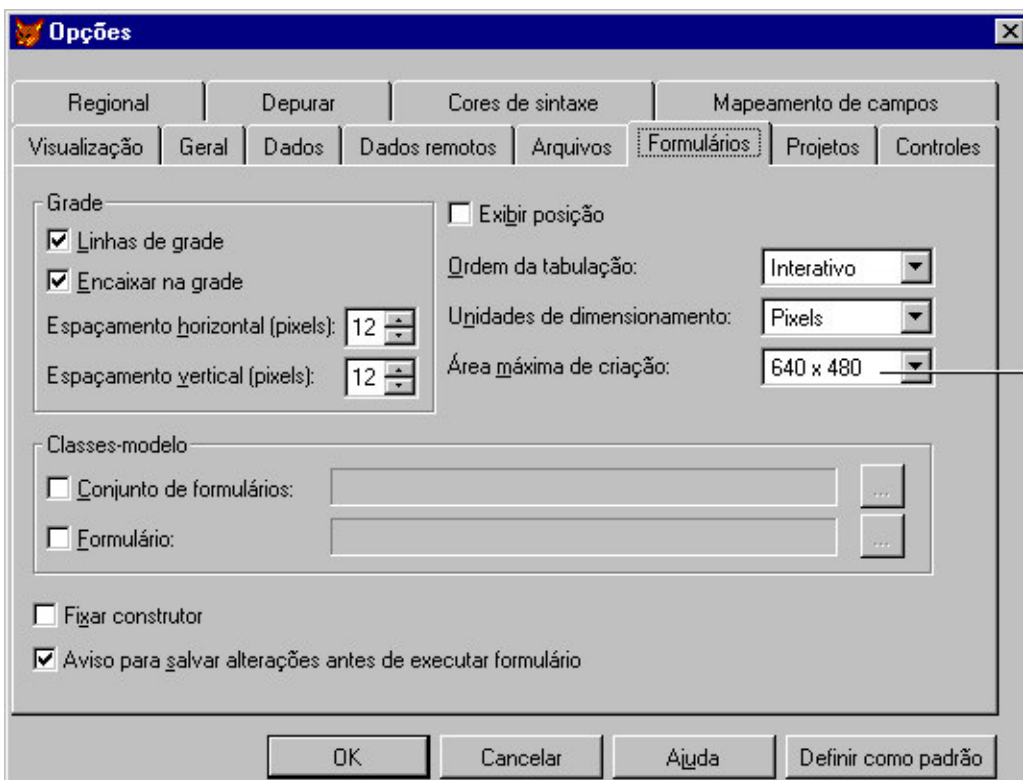 Opções
Regional Depurar Cores de sintaxe Mapeamento de campos
Visualização Geral Dados Dados remotos Arquivos Formulários Projetos Controles
Grade
Linhas de grade
Encaixar na grade
Espaçamento horizontal (pixels): 12
Espaçamento vertical (pixels): 12
Exibir posição
Ordem da tabulação: Interativo
Unidades de dimensionamento: Pixels
Área máxima de criação: 640 x 480
Classes-modelo
Conjunto de formulários: ...
Formulário: ...
Fixar construtor
Aviso para salvar alterações antes de executar formulário
OK Cancelar Ajuda Definir como padrão